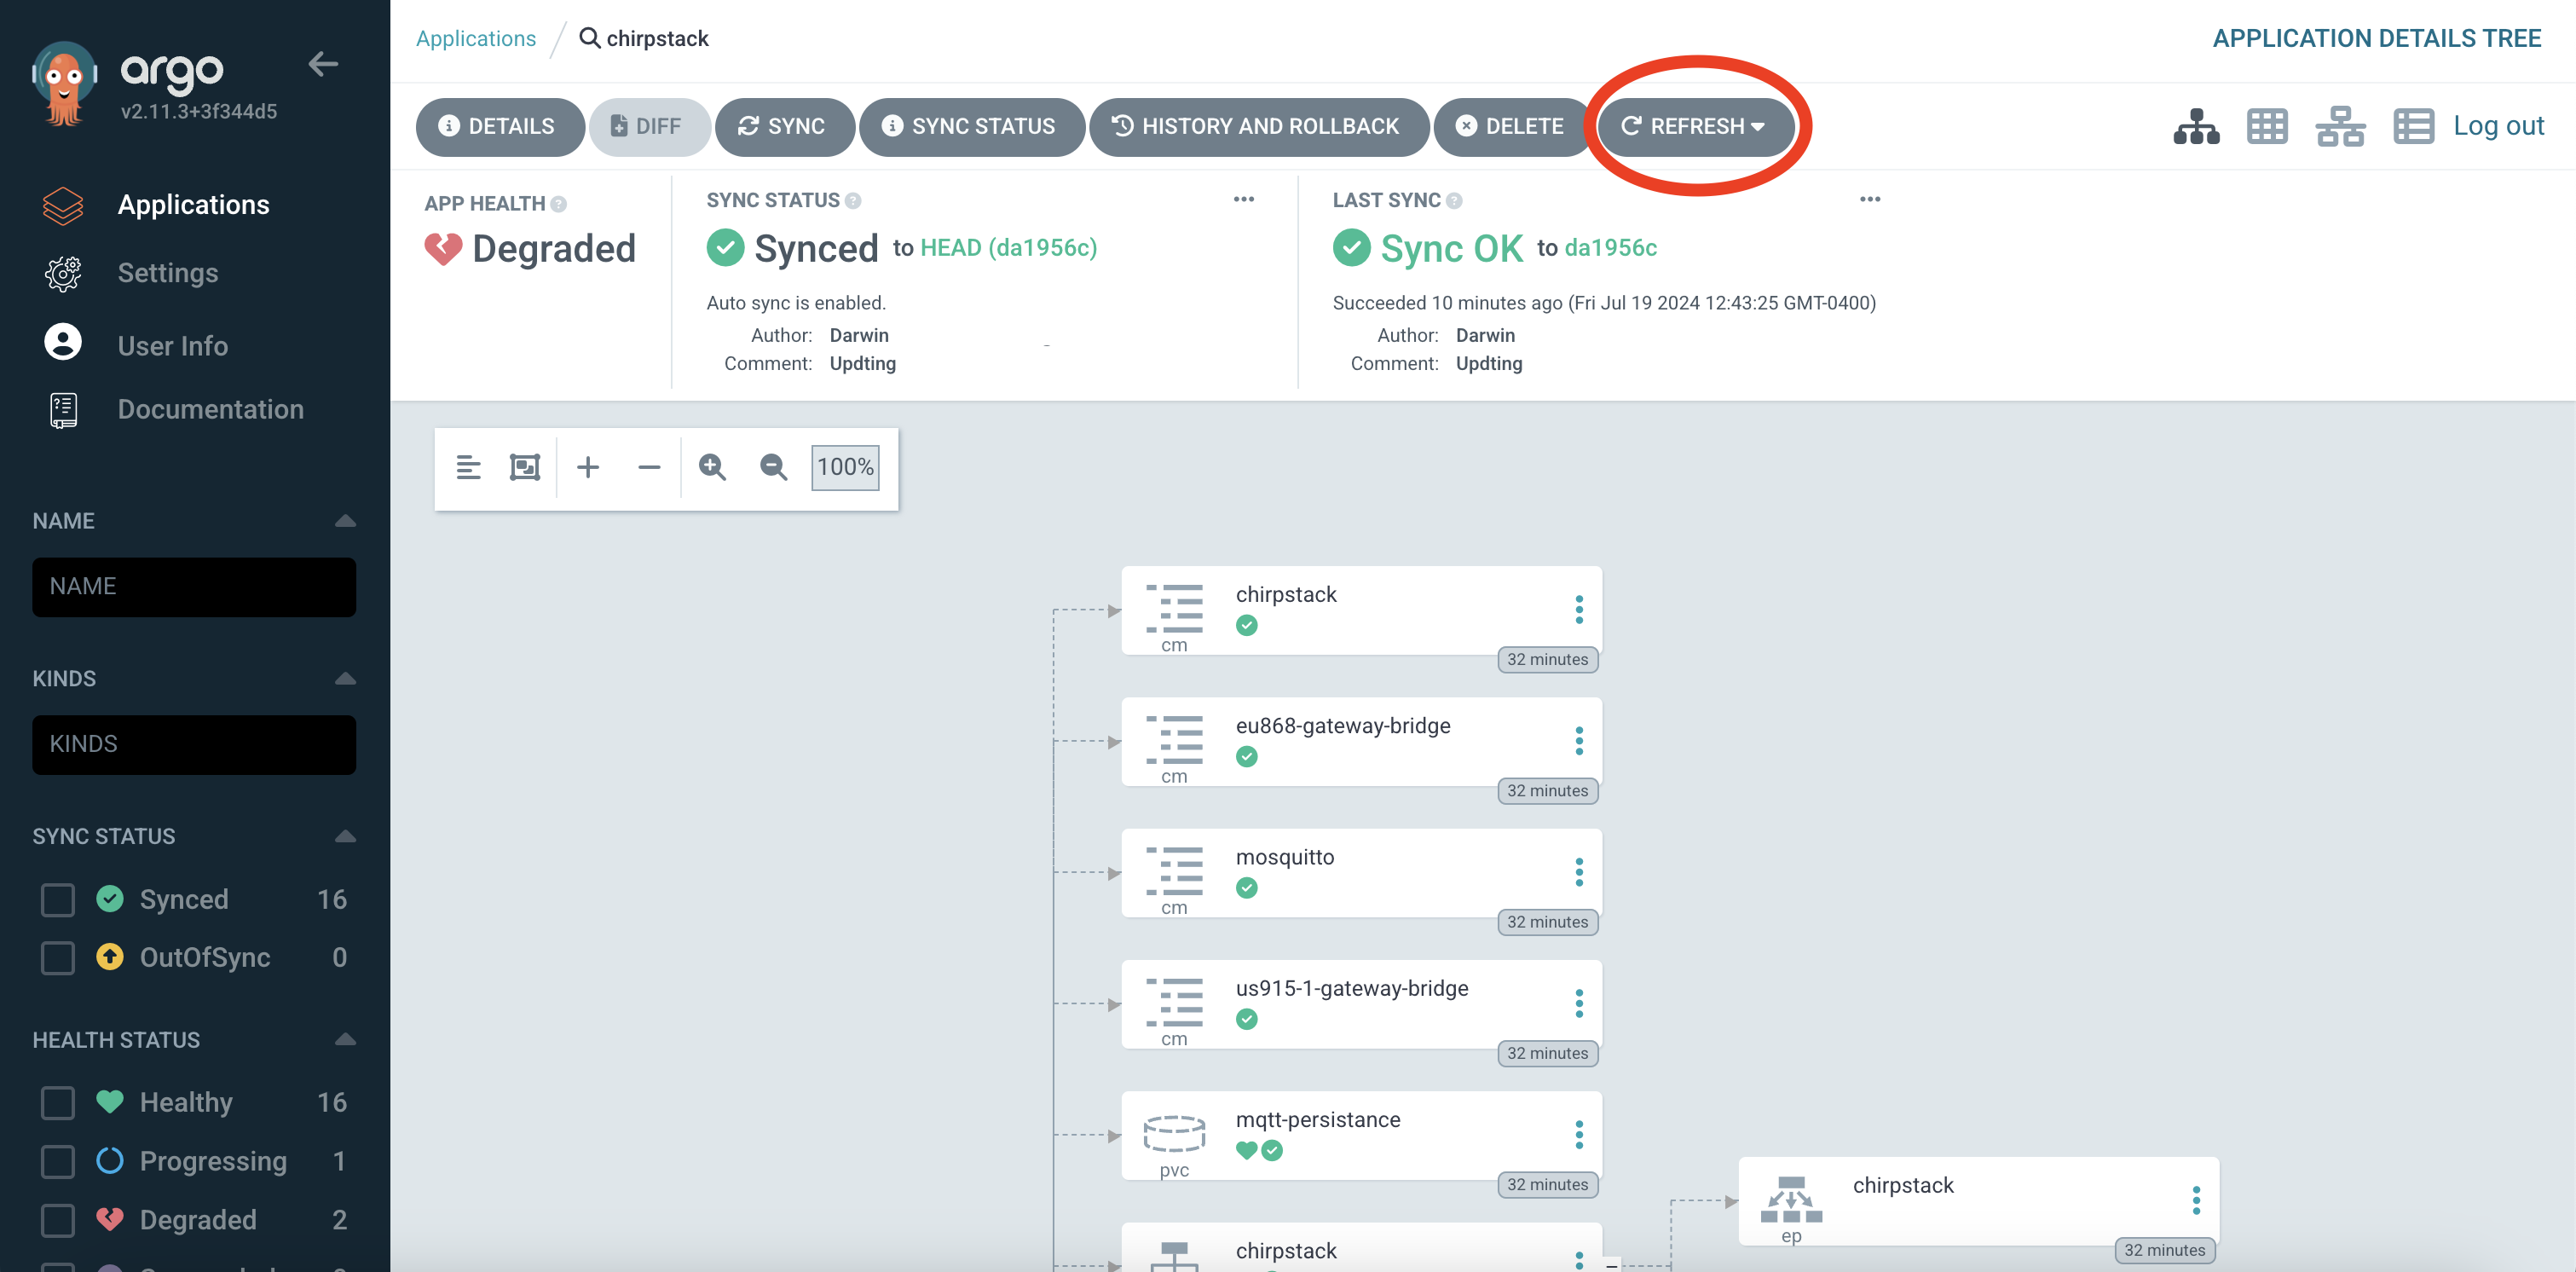 argo
v2.11.3+3f344d5
Applications
Settings
User Info
Documentation
NAME
NAME
KINDS
KINDS
SYNC STATUS
Synced 16
OutOfSync 0
HEALTH STATUS
Healthy 16
Progressing 1
Degraded 2
Applications / chirpstack
APPLICATION DETAILS TREE
DETAILS DIFF SYNC SYNC STATUS HISTORY AND ROLLBACK DELETE REFRESH
Log out
APP HEALTH
Degraded
SYNC STATUS
Synced to HEAD (da1956c)
Auto sync is enabled.
Author: Darwin
Comment: Updting
LAST SYNC
Sync OK to da1956c
Succeeded 10 minutes ago (Fri Jul 19 2024 12:43:25 GMT-0400)
Author: Darwin
Comment: Updting
100%
chirpstack
cm
32 minutes
eu868-gateway-bridge
cm
32 minutes
mosquitto
cm
32 minutes
us915-1-gateway-bridge
cm
32 minutes
mqtt-persistance
pvc
32 minutes
chirpstack
chirpstack
ep
32 minutes